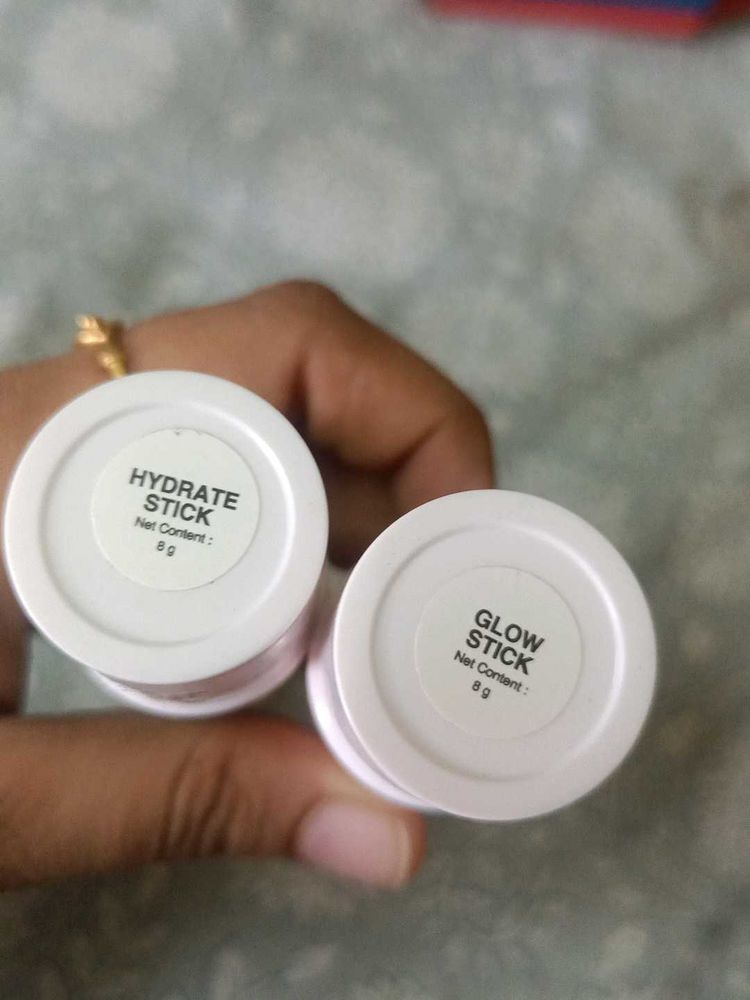 HYDRATE
STICK
Net Content :
8 g
GLOW
STICK
Net Content :
8 g